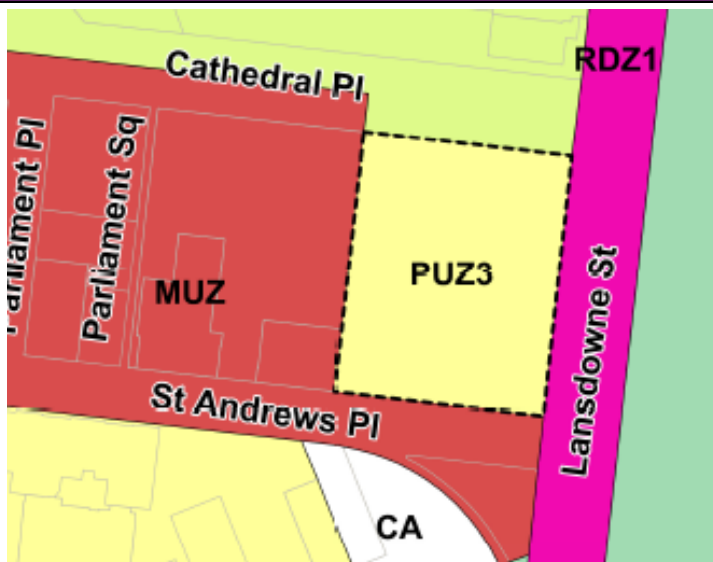 RDZ1
Cathedral Pl
Parliament Pl
Parliament Sq
PUZ3
MUZ
Lansdowne St
St Andrews Pl
CA